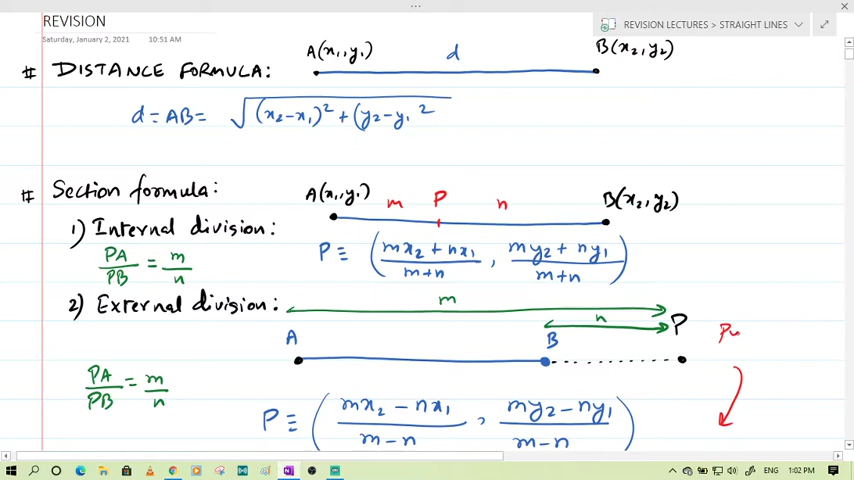 REVISION
REVISION LECTURES > STRAIGHT LINES
Saturday, January 2, 2021 10:51 AM
A(x₁,y₁) d B(x₂,y₂)
# DISTANCE FORMULA:
d = AB = √(x₂-x₁)² + (y₂-y₁ ²
# Section formula:
A(x₁,y₁) m P n B(x₂,y₂)
1) Internal division:
PA/PB = m/n
P ≡ ( (mx₂ + nx₁)/(m+n) , (my₂ + ny₁)/(m+n) )
2) External division:
m
n
A B P
PA/PB = m/n
P ≡ ( (mx₂ - nx₁)/(m-n) , (my₂ - ny₁)/(m-n) )
ENG 1:02 PM